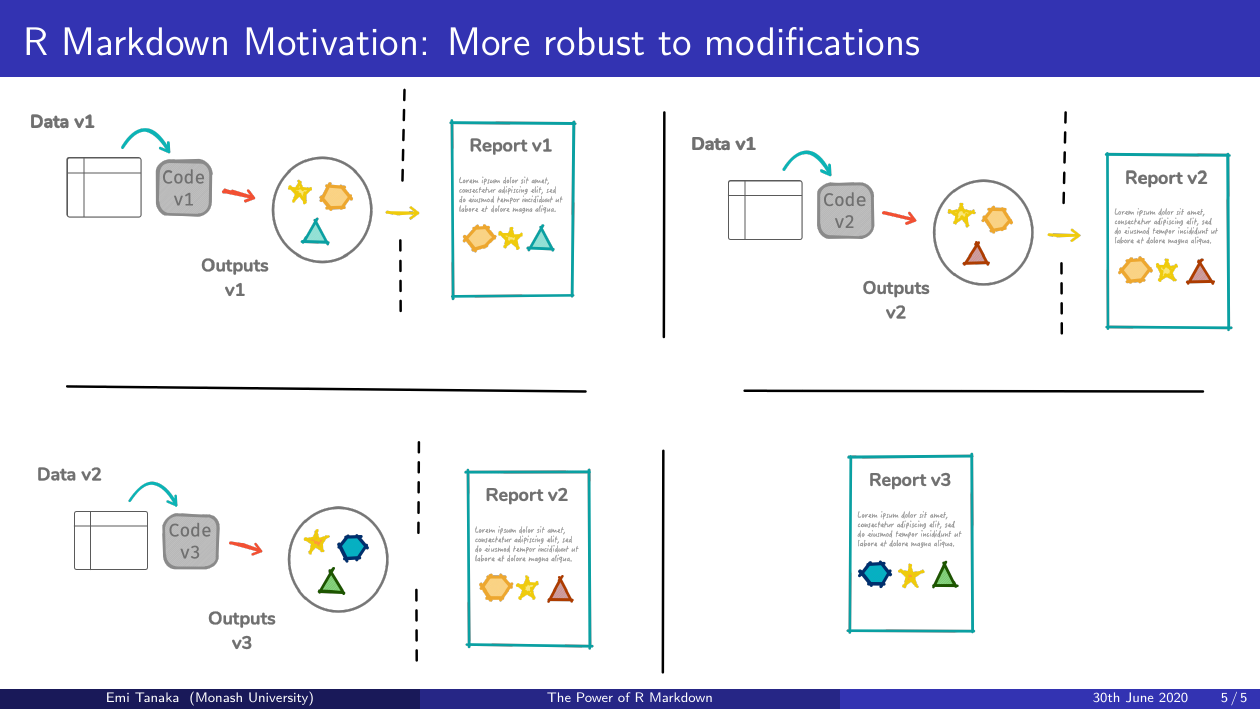 R Markdown Motivation: More robust to modifications
Data v1
Code
v1
Outputs
v1
Report v1
Lorem ipsum dolor sit amet,
consectetur adipiscing elit, sed
do eiusmod tempor incididunt ut
labore et dolore magna aliqua.
Data v1
Code
v2
Outputs
v2
Report v2
Lorem ipsum dolor sit amet,
consectetur adipiscing elit, sed
do eiusmod tempor incididunt ut
labore et dolore magna aliqua.
Data v2
Code
v3
Outputs
v3
Report v2
Lorem ipsum dolor sit amet,
consectetur adipiscing elit, sed
do eiusmod tempor incididunt ut
labore et dolore magna aliqua.
Report v3
Lorem ipsum dolor sit amet,
consectetur adipiscing elit, sed
do eiusmod tempor incididunt ut
labore et dolore magna aliqua.
Emi Tanaka (Monash University)
The Power of R Markdown
30th June 2020
5 / 5